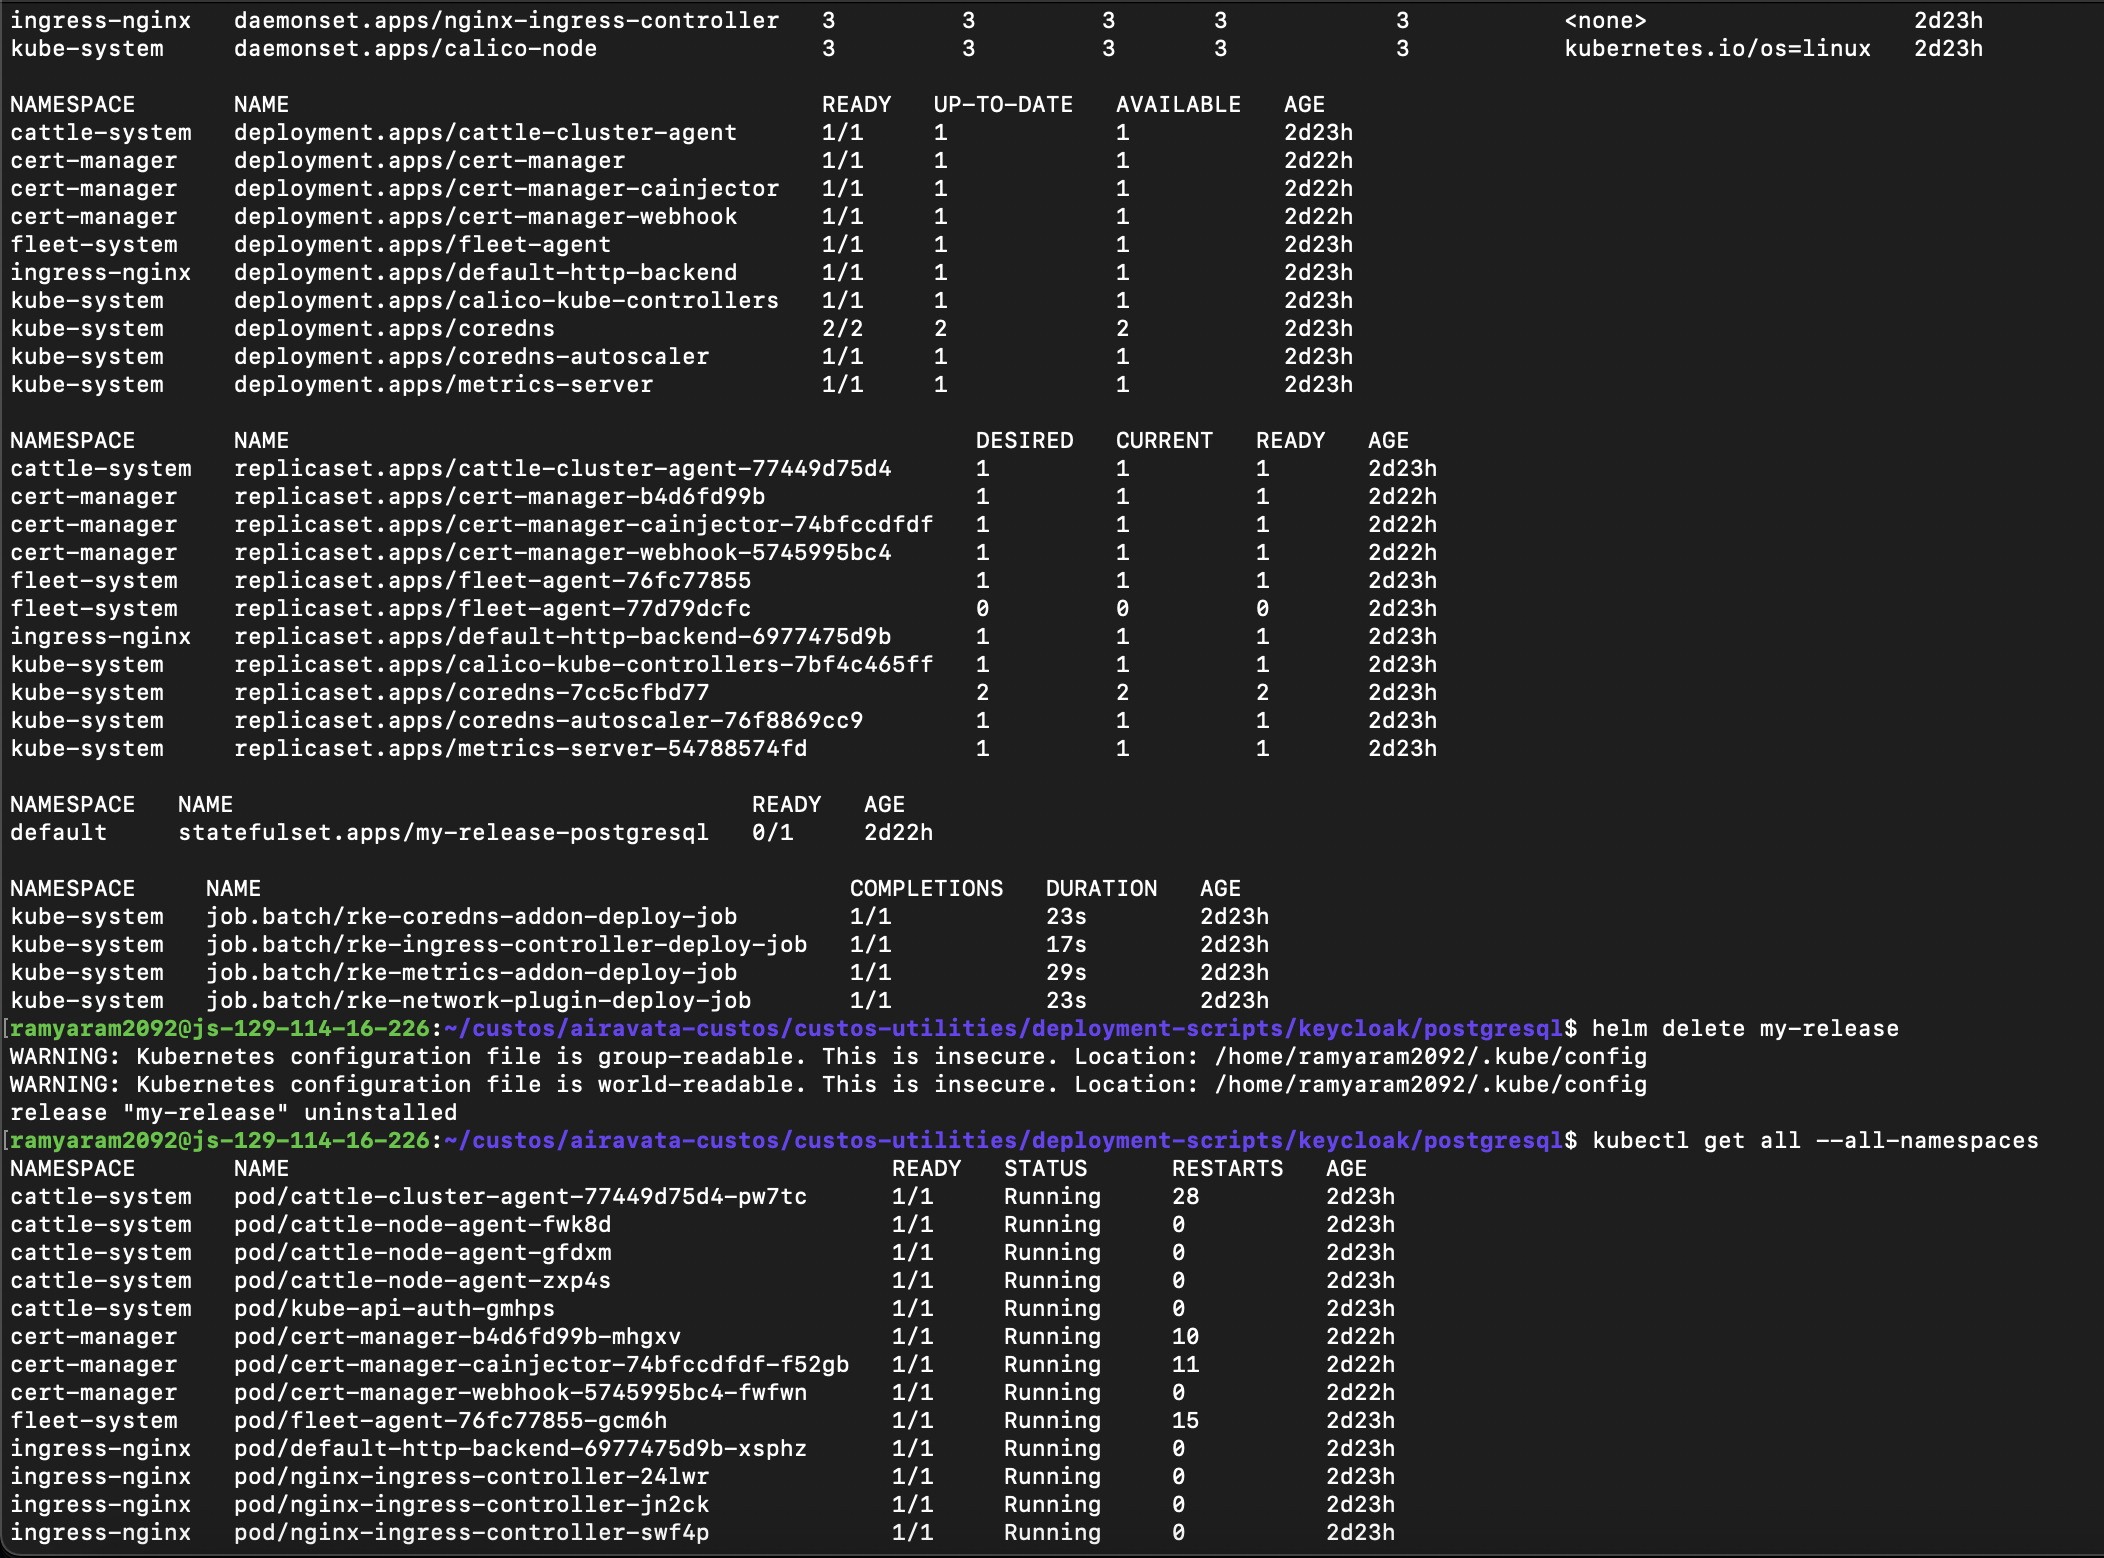 ingress-nginx   daemonset.apps/nginx-ingress-controller   3         3         3       3            3           <none>                   2d23h
kube-system     daemonset.apps/calico-node                3         3         3       3            3           kubernetes.io/os=linux   2d23h
NAMESPACE       NAME                                      READY   UP-TO-DATE   AVAILABLE   AGE
cattle-system   deployment.apps/cattle-cluster-agent      1/1     1            1           2d23h
cert-manager    deployment.apps/cert-manager              1/1     1            1           2d22h
cert-manager    deployment.apps/cert-manager-cainjector   1/1     1            1           2d22h
cert-manager    deployment.apps/cert-manager-webhook      1/1     1            1           2d22h
fleet-system    deployment.apps/fleet-agent               1/1     1            1           2d23h
ingress-nginx   deployment.apps/default-http-backend      1/1     1            1           2d23h
kube-system     deployment.apps/calico-kube-controllers   1/1     1            1           2d23h
kube-system     deployment.apps/coredns                   2/2     2            2           2d23h
kube-system     deployment.apps/coredns-autoscaler        1/1     1            1           2d23h
kube-system     deployment.apps/metrics-server            1/1     1            1           2d23h
NAMESPACE       NAME                                                 DESIRED   CURRENT   READY   AGE
cattle-system   replicaset.apps/cattle-cluster-agent-77449d75d4      1         1         1       2d23h
cert-manager    replicaset.apps/cert-manager-b4d6fd99b               1         1         1       2d22h
cert-manager    replicaset.apps/cert-manager-cainjector-74bfccdfdf   1         1         1       2d22h
cert-manager    replicaset.apps/cert-manager-webhook-5745995bc4      1         1         1       2d22h
fleet-system    replicaset.apps/fleet-agent-76fc77855                1         1         1       2d23h
fleet-system    replicaset.apps/fleet-agent-77d79dcfc                0         0         0       2d23h
ingress-nginx   replicaset.apps/default-http-backend-6977475d9b      1         1         1       2d23h
kube-system     replicaset.apps/calico-kube-controllers-7bf4c465ff   1         1         1       2d23h
kube-system     replicaset.apps/coredns-7cc5cfbd77                   2         2         2       2d23h
kube-system     replicaset.apps/coredns-autoscaler-76f8869cc9        1         1         1       2d23h
kube-system     replicaset.apps/metrics-server-54788574fd            1         1         1       2d23h
NAMESPACE   NAME                                     READY   AGE
default     statefulset.apps/my-release-postgresql   0/1     2d22h
NAMESPACE     NAME                                          COMPLETIONS   DURATION   AGE
kube-system   job.batch/rke-coredns-addon-deploy-job        1/1           23s        2d23h
kube-system   job.batch/rke-ingress-controller-deploy-job   1/1           17s        2d23h
kube-system   job.batch/rke-metrics-addon-deploy-job        1/1           29s        2d23h
kube-system   job.batch/rke-network-plugin-deploy-job       1/1           23s        2d23h
[ramyaram2092@js-129-114-16-226:~/custos/airavata-custos/custos-utilities/deployment-scripts/keycloak/postgresql$ helm delete my-release
WARNING: Kubernetes configuration file is group-readable. This is insecure. Location: /home/ramyaram2092/.kube/config
WARNING: Kubernetes configuration file is world-readable. This is insecure. Location: /home/ramyaram2092/.kube/config
release "my-release" uninstalled
[ramyaram2092@js-129-114-16-226:~/custos/airavata-custos/custos-utilities/deployment-scripts/keycloak/postgresql$ kubectl get all --all-namespaces
NAMESPACE       NAME                                           READY   STATUS      RESTARTS   AGE
cattle-system   pod/cattle-cluster-agent-77449d75d4-pw7tc      1/1     Running     28         2d23h
cattle-system   pod/cattle-node-agent-fwk8d                    1/1     Running     0          2d23h
cattle-system   pod/cattle-node-agent-gfdxm                    1/1     Running     0          2d23h
cattle-system   pod/cattle-node-agent-zxp4s                    1/1     Running     0          2d23h
cattle-system   pod/kube-api-auth-gmhps                        1/1     Running     0          2d23h
cert-manager    pod/cert-manager-b4d6fd99b-mhgxv               1/1     Running     10         2d22h
cert-manager    pod/cert-manager-cainjector-74bfccdfdf-f52gb   1/1     Running     11         2d22h
cert-manager    pod/cert-manager-webhook-5745995bc4-fwfwn      1/1     Running     0          2d22h
fleet-system    pod/fleet-agent-76fc77855-gcm6h                1/1     Running     15         2d23h
ingress-nginx   pod/default-http-backend-6977475d9b-xsphz      1/1     Running     0          2d23h
ingress-nginx   pod/nginx-ingress-controller-24lwr             1/1     Running     0          2d23h
ingress-nginx   pod/nginx-ingress-controller-jn2ck             1/1     Running     0          2d23h
ingress-nginx   pod/nginx-ingress-controller-swf4p             1/1     Running     0          2d23h